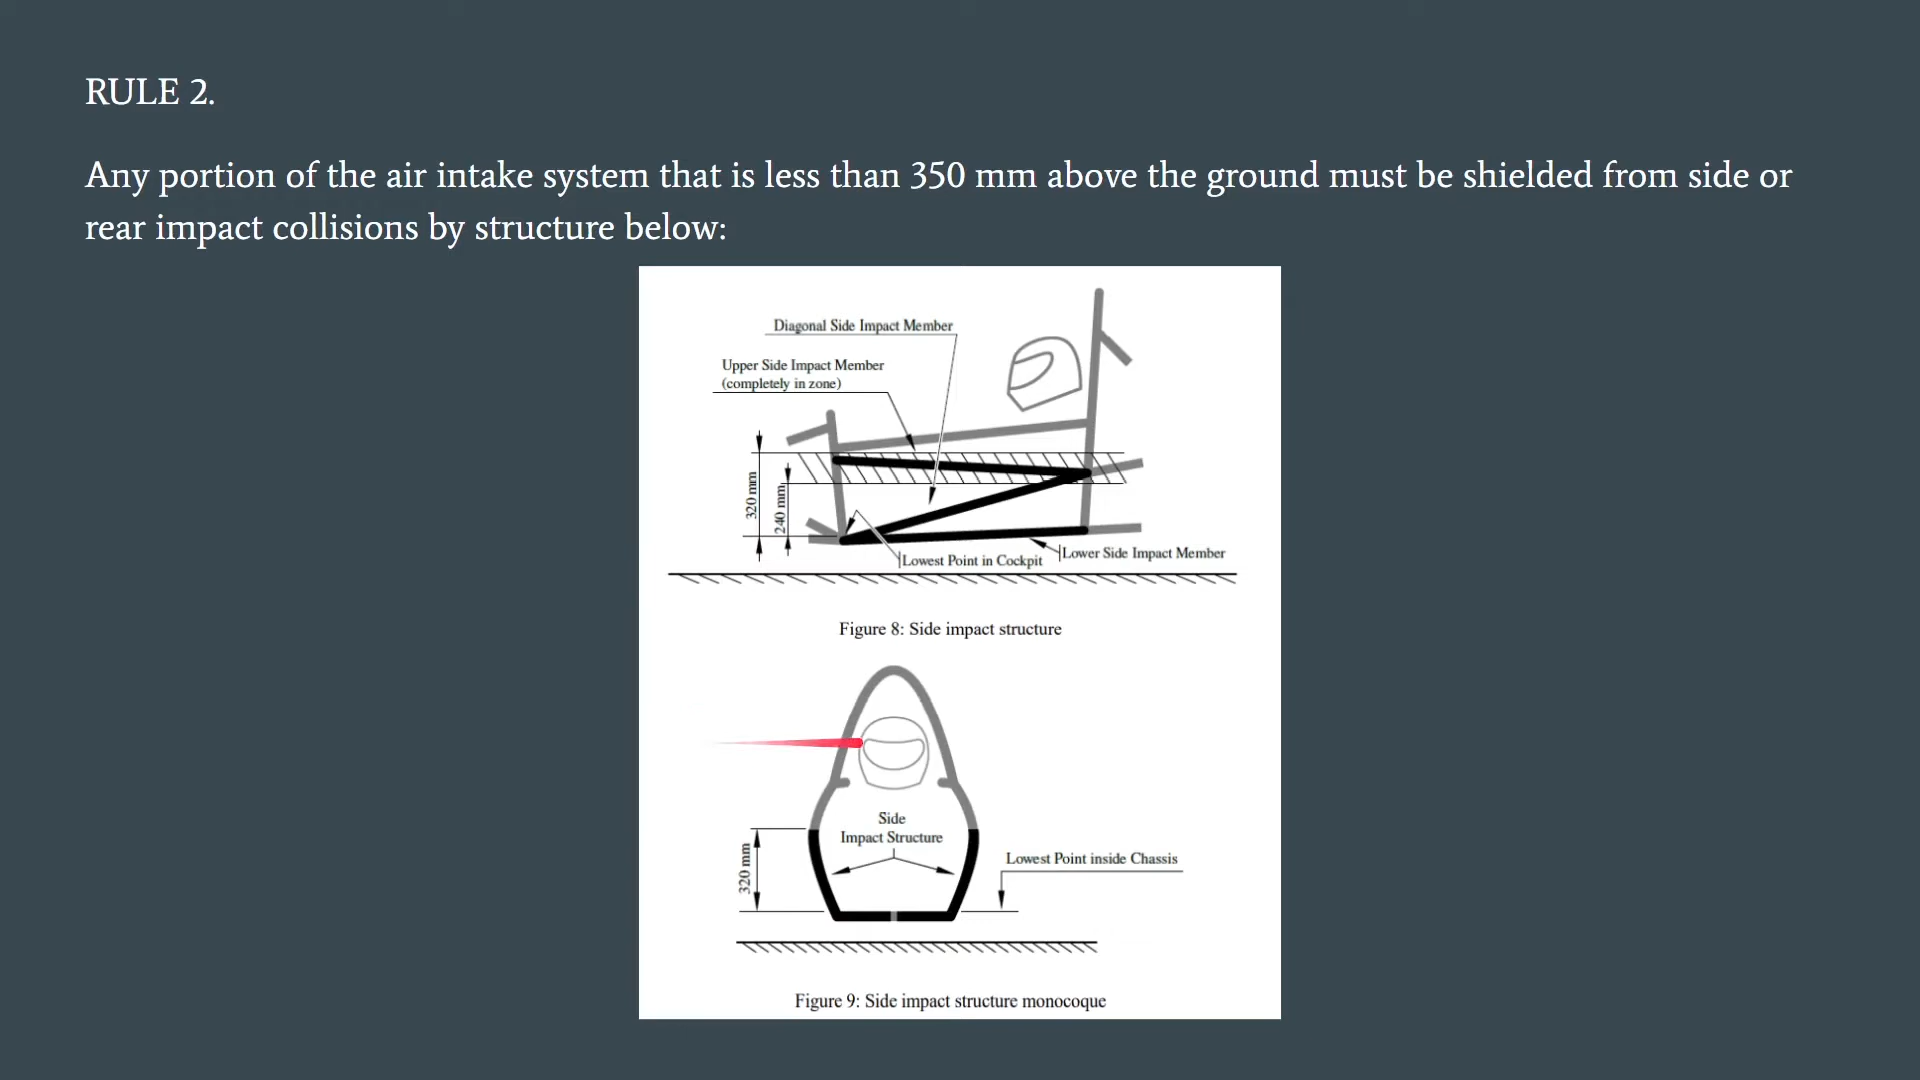 RULE 2.
Any portion of the air intake system that is less than 350 mm above the ground must be shielded from side or
rear impact collisions by structure below:
Diagonal Side Impact Member
Upper Side Impact Member
(completely in zone)
320 mm
240 mm
Lowest Point in Cockpit
Lower Side Impact Member
Figure 8: Side impact structure
Side
Impact Structure
320 mm
Lowest Point inside Chassis
Figure 9: Side impact structure monocoque